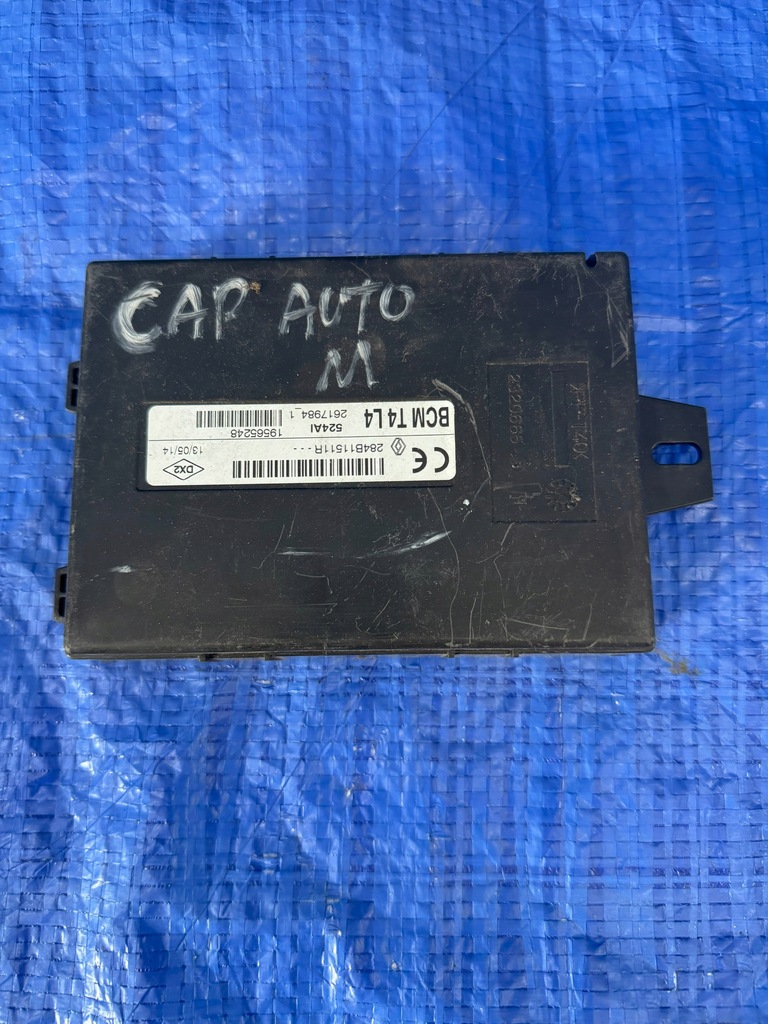 CAP AUTO
M
BCM T4 L4
2617984_1
524AI
19565248
284B11511R---
13/05/14
DX2
CE